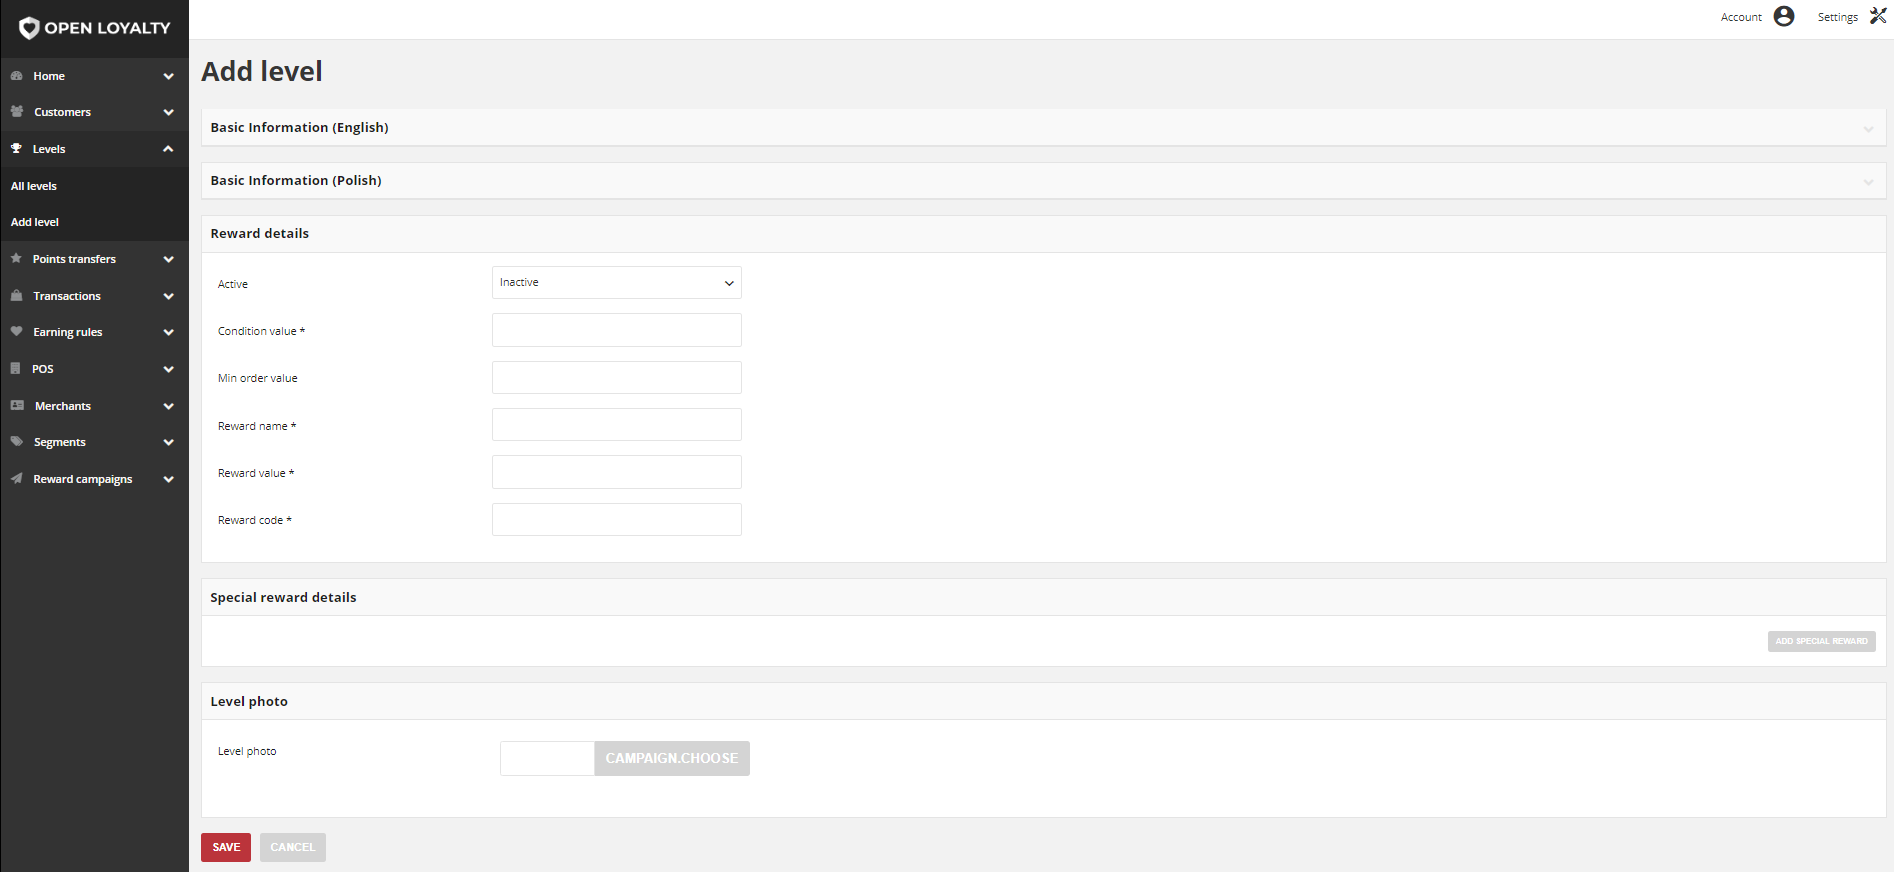 OPEN LOYALTY
Account
Settings
Home
Customers
Levels
All levels
Add level
Points transfers
Transactions
Earning rules
POS
Merchants
Segments
Reward campaigns
Add level
Basic Information (English)
Basic Information (Polish)
Reward details
Active
Inactive
Condition value *
Min order value
Reward name *
Reward value *
Reward code *
Special reward details
ADD SPECIAL REWARD
Level photo
Level photo
CAMPAIGN.CHOOSE
SAVE
CANCEL